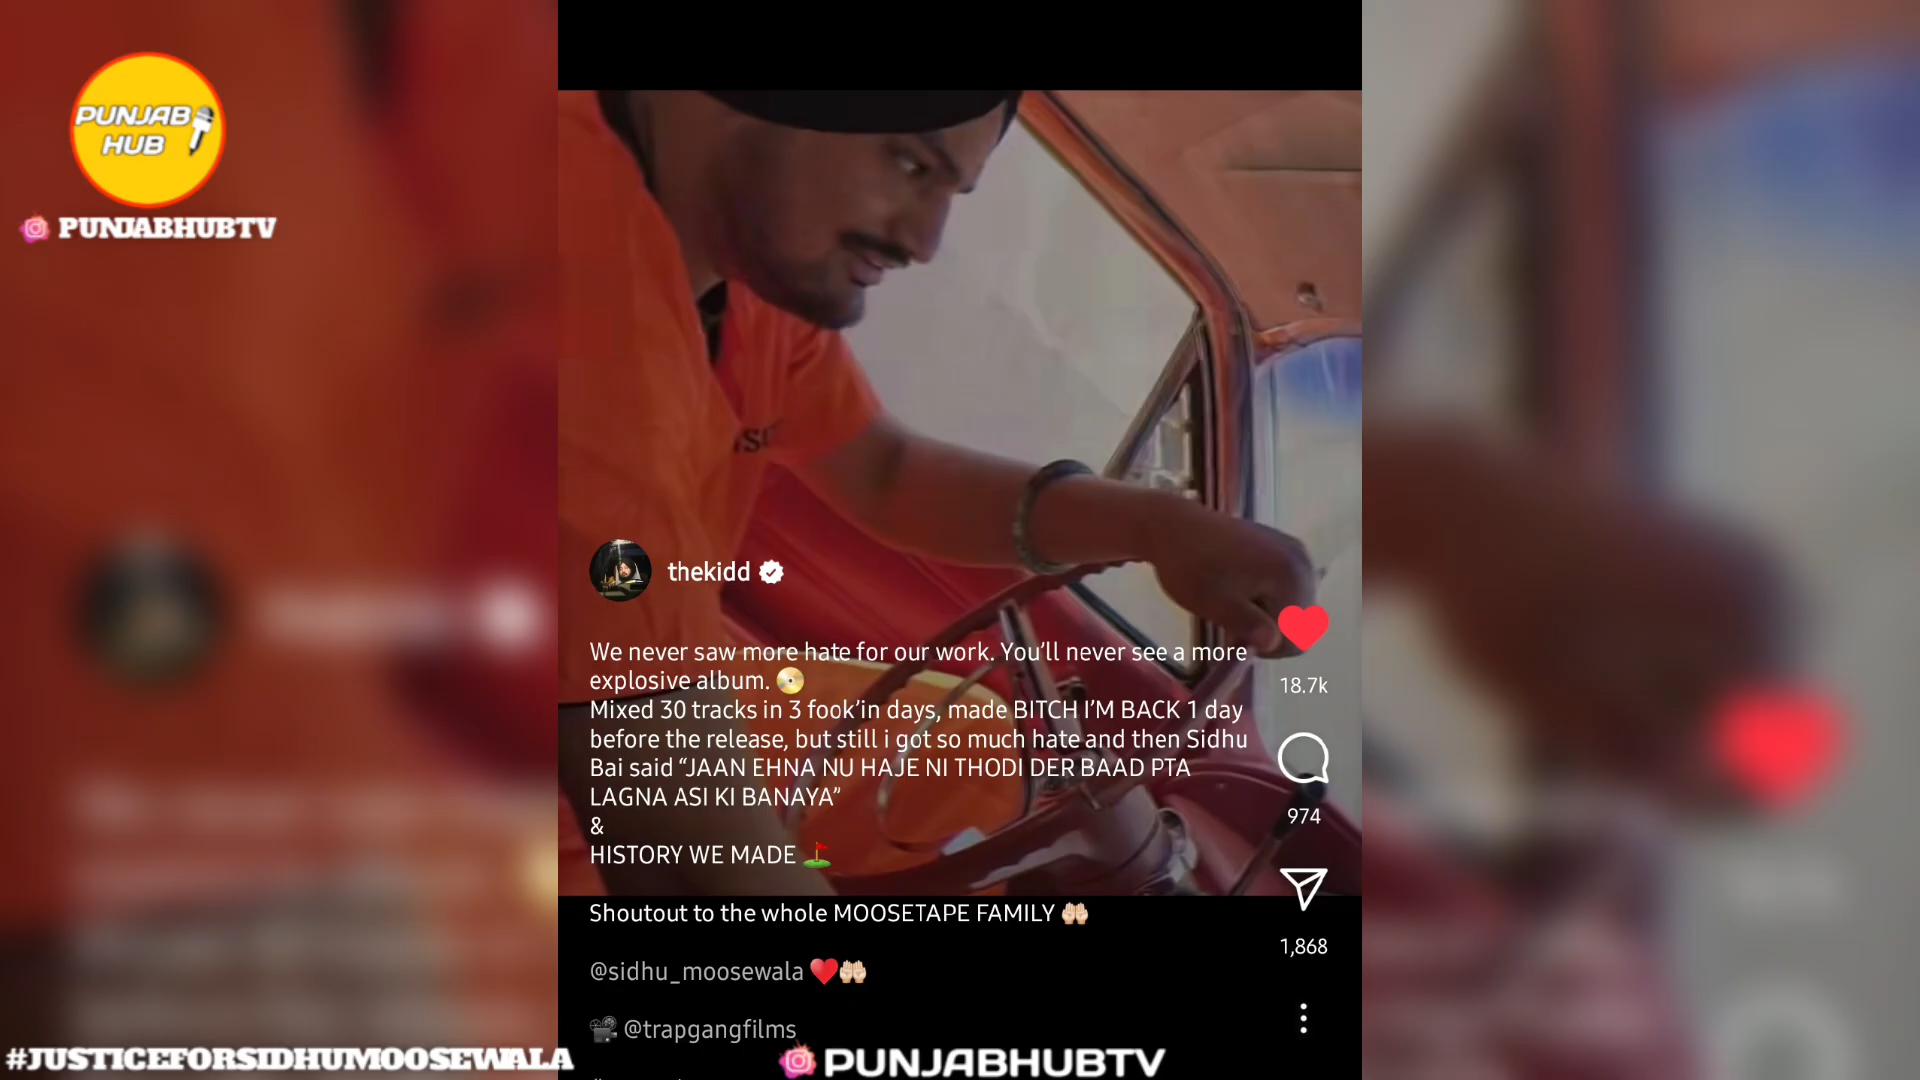 PUNJAB
HUB
PUNJABHUBTV
thekidd
We never saw more hate for our work. You'll never see a more
explosive album. 📀
Mixed 30 tracks in 3 fook'in days, made BITCH I'M BACK 1 day
before the release, but still i got so much hate and then Sidhu
Bai said “JAAN EHNA NU HAJE NI THODI DER BAAD PTA
LAGNA ASI KI BANAYA”
&
HISTORY WE MADE ⛳
18.7k
974
Shoutout to the whole MOOSETAPE FAMILY 🤲🏻
1,868
@sidhu_moosewala ♥️🤲🏻
🎥 @trapgangfilms
#JUSTICEFORSIDHUMOOSEWALA
PUNJABHUBTV